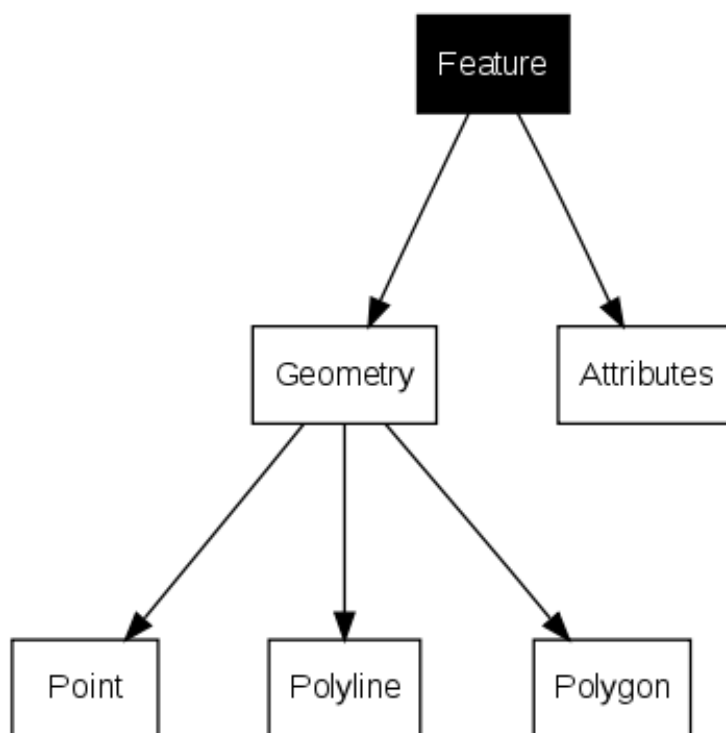 Feature
Geometry
Attributes
Point
Polyline
Polygon